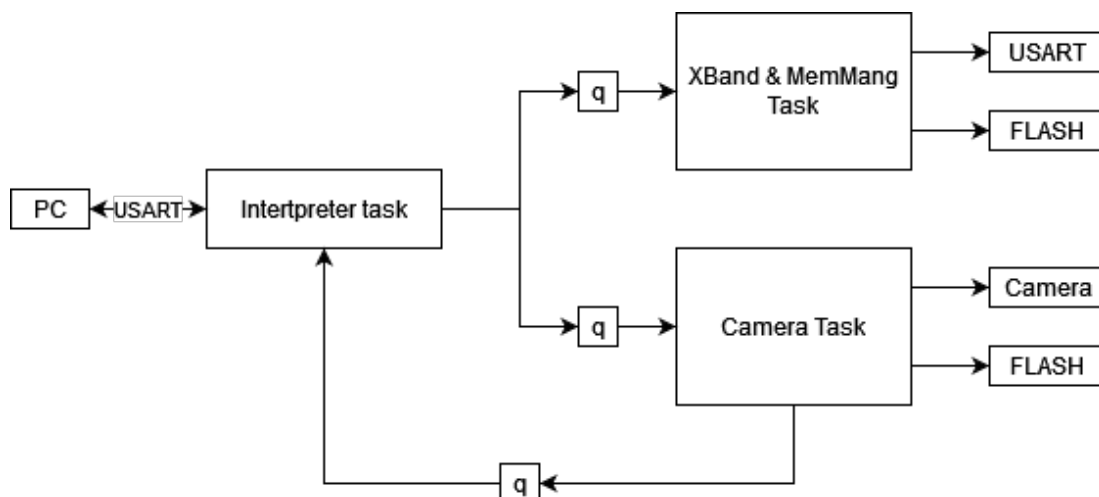 XBand & MemMang
Task
USART
FLASH
q
PC
USART
Intertpreter task
q
Camera Task
Camera
FLASH
q